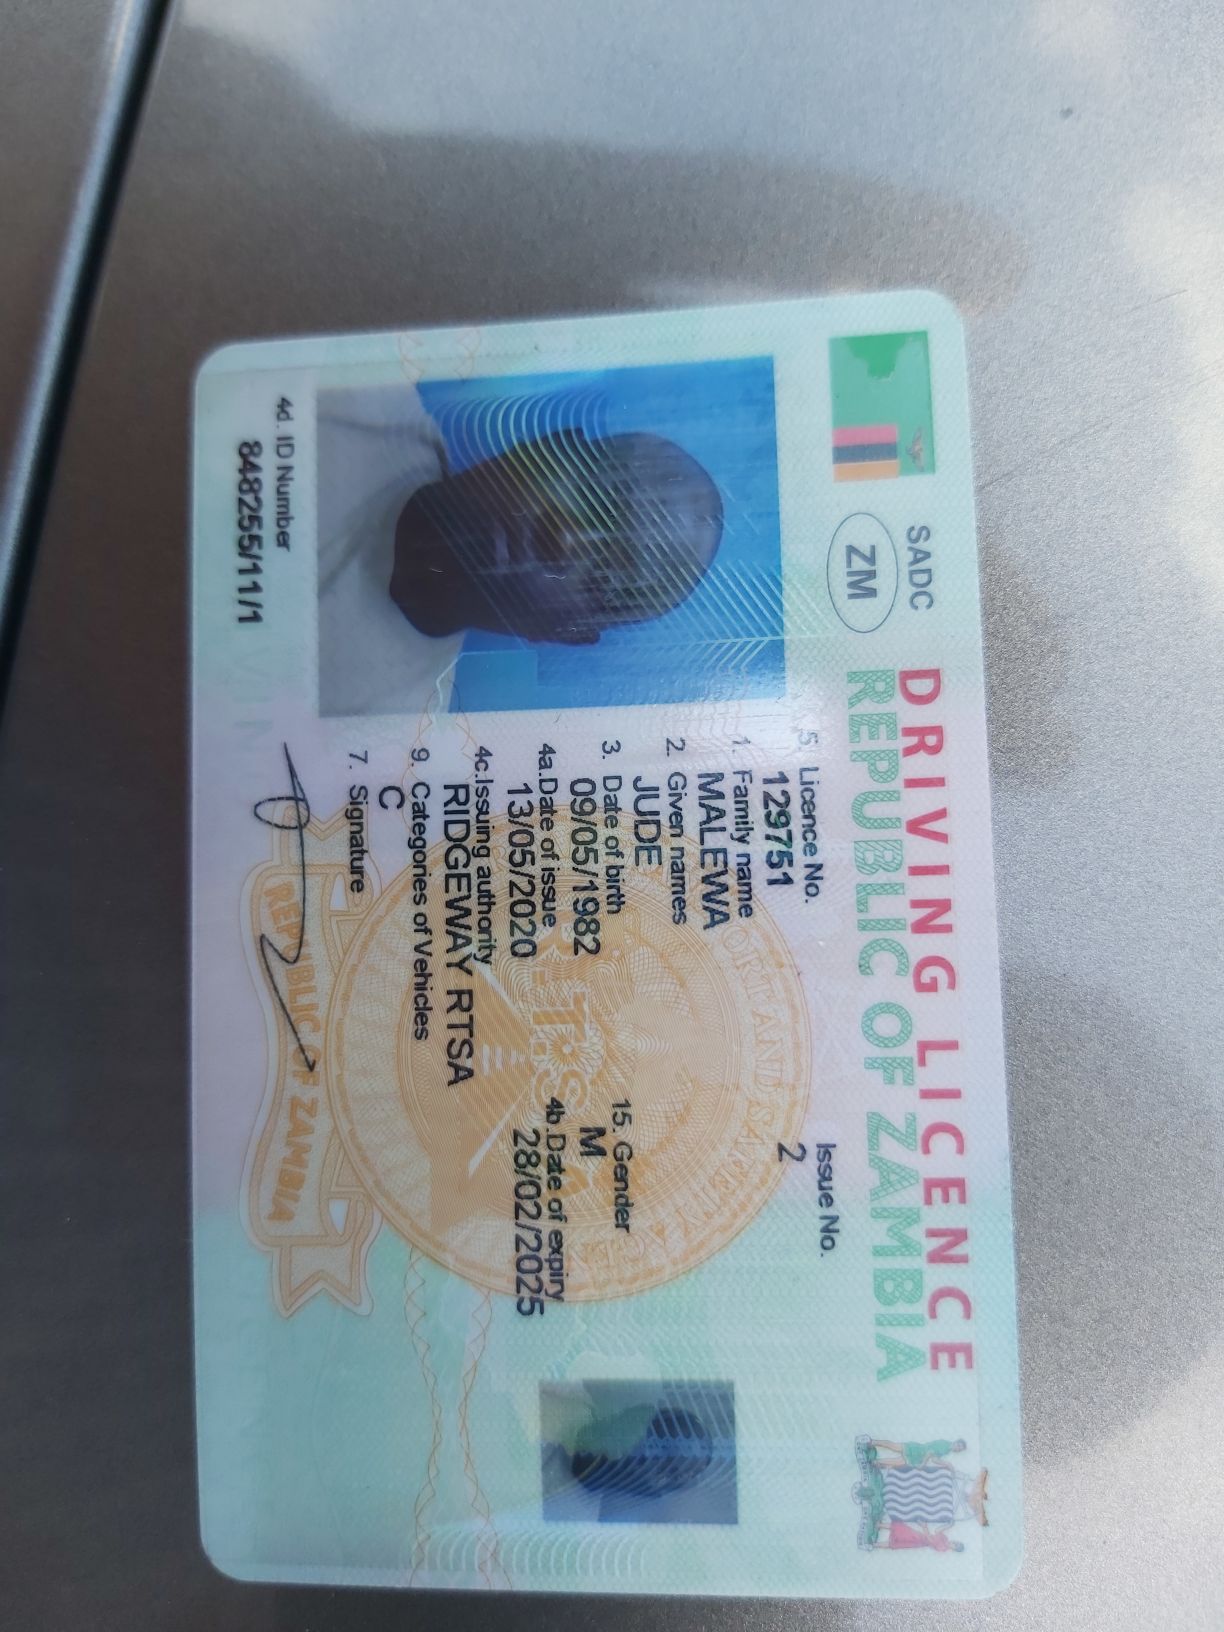 SADC
DRIVING LICENCE
ZM
REPUBLIC OF ZAMBIA
5. Licence No.
129751
Issue No.
2
1. Family name
MALEWA
2. Given names
JUDE
3. Date of birth
09/05/1982
15. Gender
M
4a.Date of issue
13/05/2020
4b.Date of expiry
28/02/2025
4c.Issuing authority
RIDGEWAY RTSA
9. Categories of Vehicles
C
7. Signature
4d. ID Number
848255/11/1
REPUBLIC OF ZAMBIA